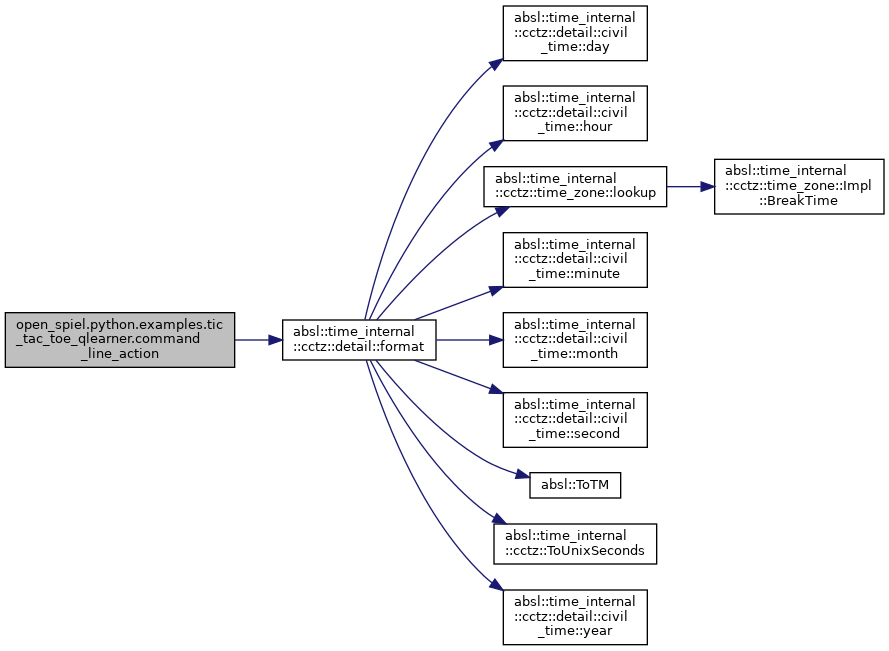 absl::time_internal
::cctz::detail::civil
_time::day
absl::time_internal
::cctz::detail::civil
_time::hour
absl::time_internal
::cctz::time_zone::lookup
absl::time_internal
::cctz::time_zone::Impl
::BreakTime
absl::time_internal
::cctz::detail::civil
_time::minute
open_spiel.python.examples.tic
_tac_toe_qlearner.command
_line_action
absl::time_internal
::cctz::detail::format
absl::time_internal
::cctz::detail::civil
_time::month
absl::time_internal
::cctz::detail::civil
_time::second
absl::ToTM
absl::time_internal
::cctz::ToUnixSeconds
absl::time_internal
::cctz::detail::civil
_time::year